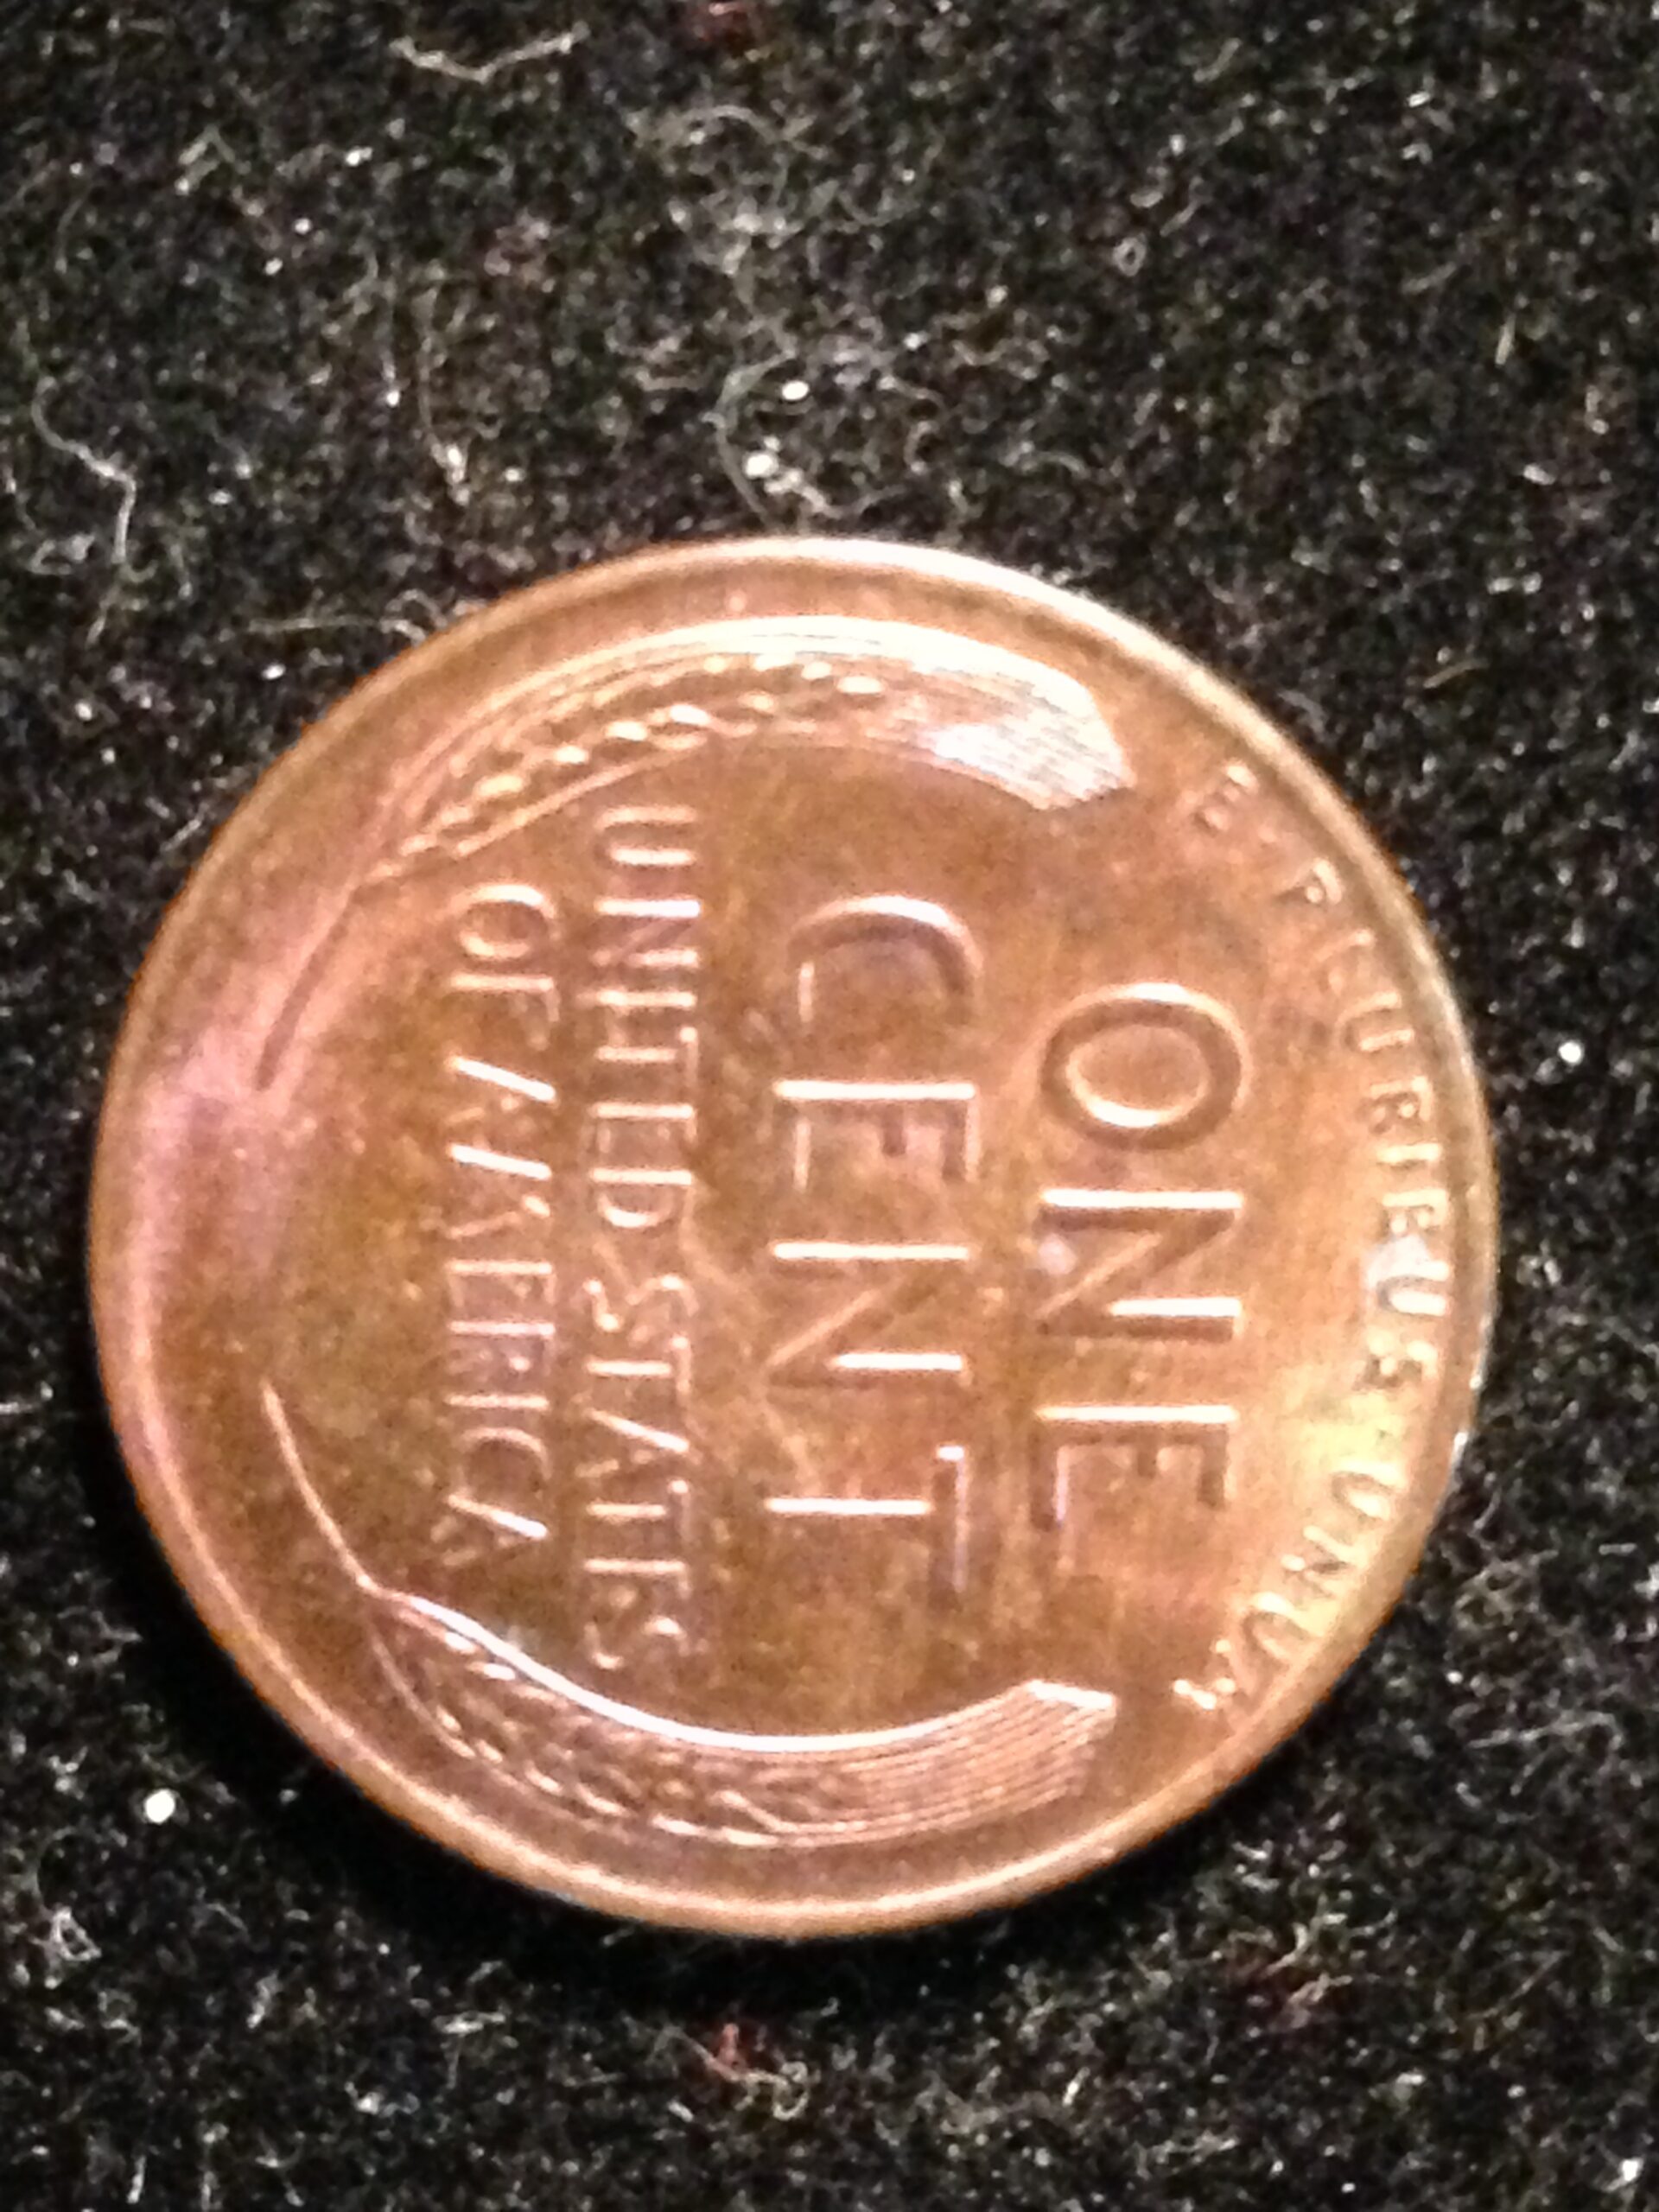 E·PLURIBUS·UNUM
ONE
CENT
UNITED STATES
OF AMERICA